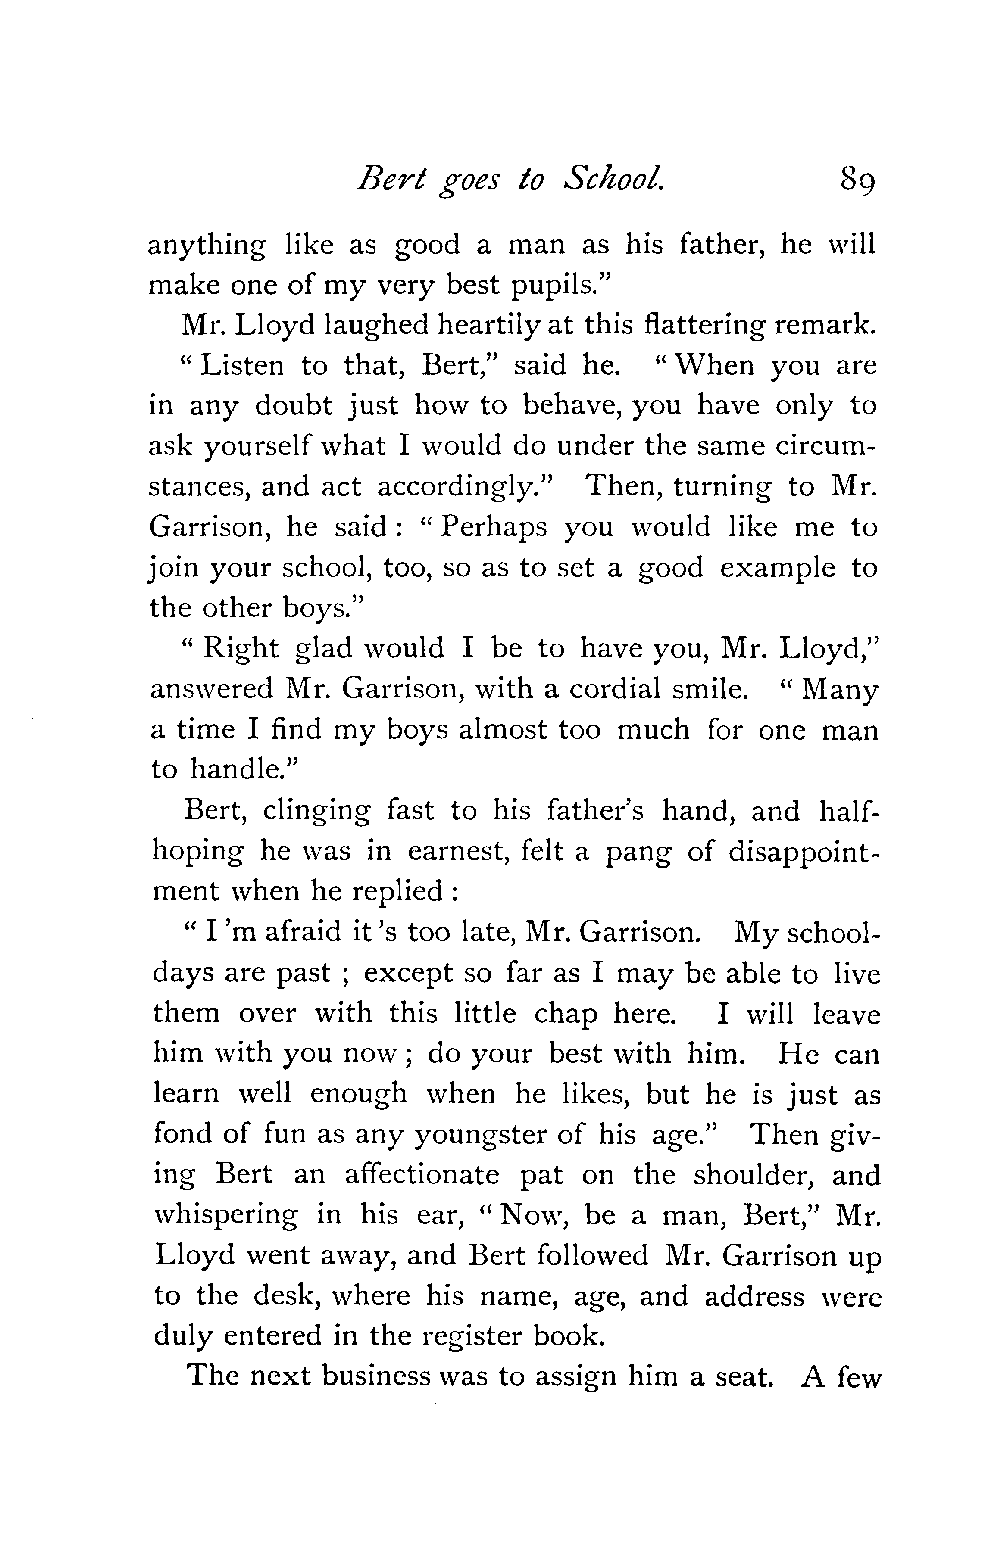 Bert goes to School. 89
anything like as good a man as his father, he will
make one of my very best pupils.”
Mr. Lloyd laughed heartily at this flattering remark.
“ Listen to that, Bert,” said he. “ When you are
in any doubt just how to behave, you have only to
ask yourself what I would do under the same circum-
stances, and act accordingly.” Then, turning to Mr.
Garrison, he said : “ Perhaps you would like me to
join your school, too, so as to set a good example to
the other boys.”
“ Right glad would I be to have you, Mr. Lloyd,”
answered Mr. Garrison, with a cordial smile. “ Many
a time I find my boys almost too much for one man
to handle.”
Bert, clinging fast to his father’s hand, and half-
hoping he was in earnest, felt a pang of disappoint-
ment when he replied :
“ I ’m afraid it ’s too late, Mr. Garrison. My school-
days are past ; except so far as I may be able to live
them over with this little chap here. I will leave
him with you now ; do your best with him. He can
learn well enough when he likes, but he is just as
fond of fun as any youngster of his age.” Then giv-
ing Bert an affectionate pat on the shoulder, and
whispering in his ear, “ Now, be a man, Bert,” Mr.
Lloyd went away, and Bert followed Mr. Garrison up
to the desk, where his name, age, and address were
duly entered in the register book.
The next business was to assign him a seat. A few